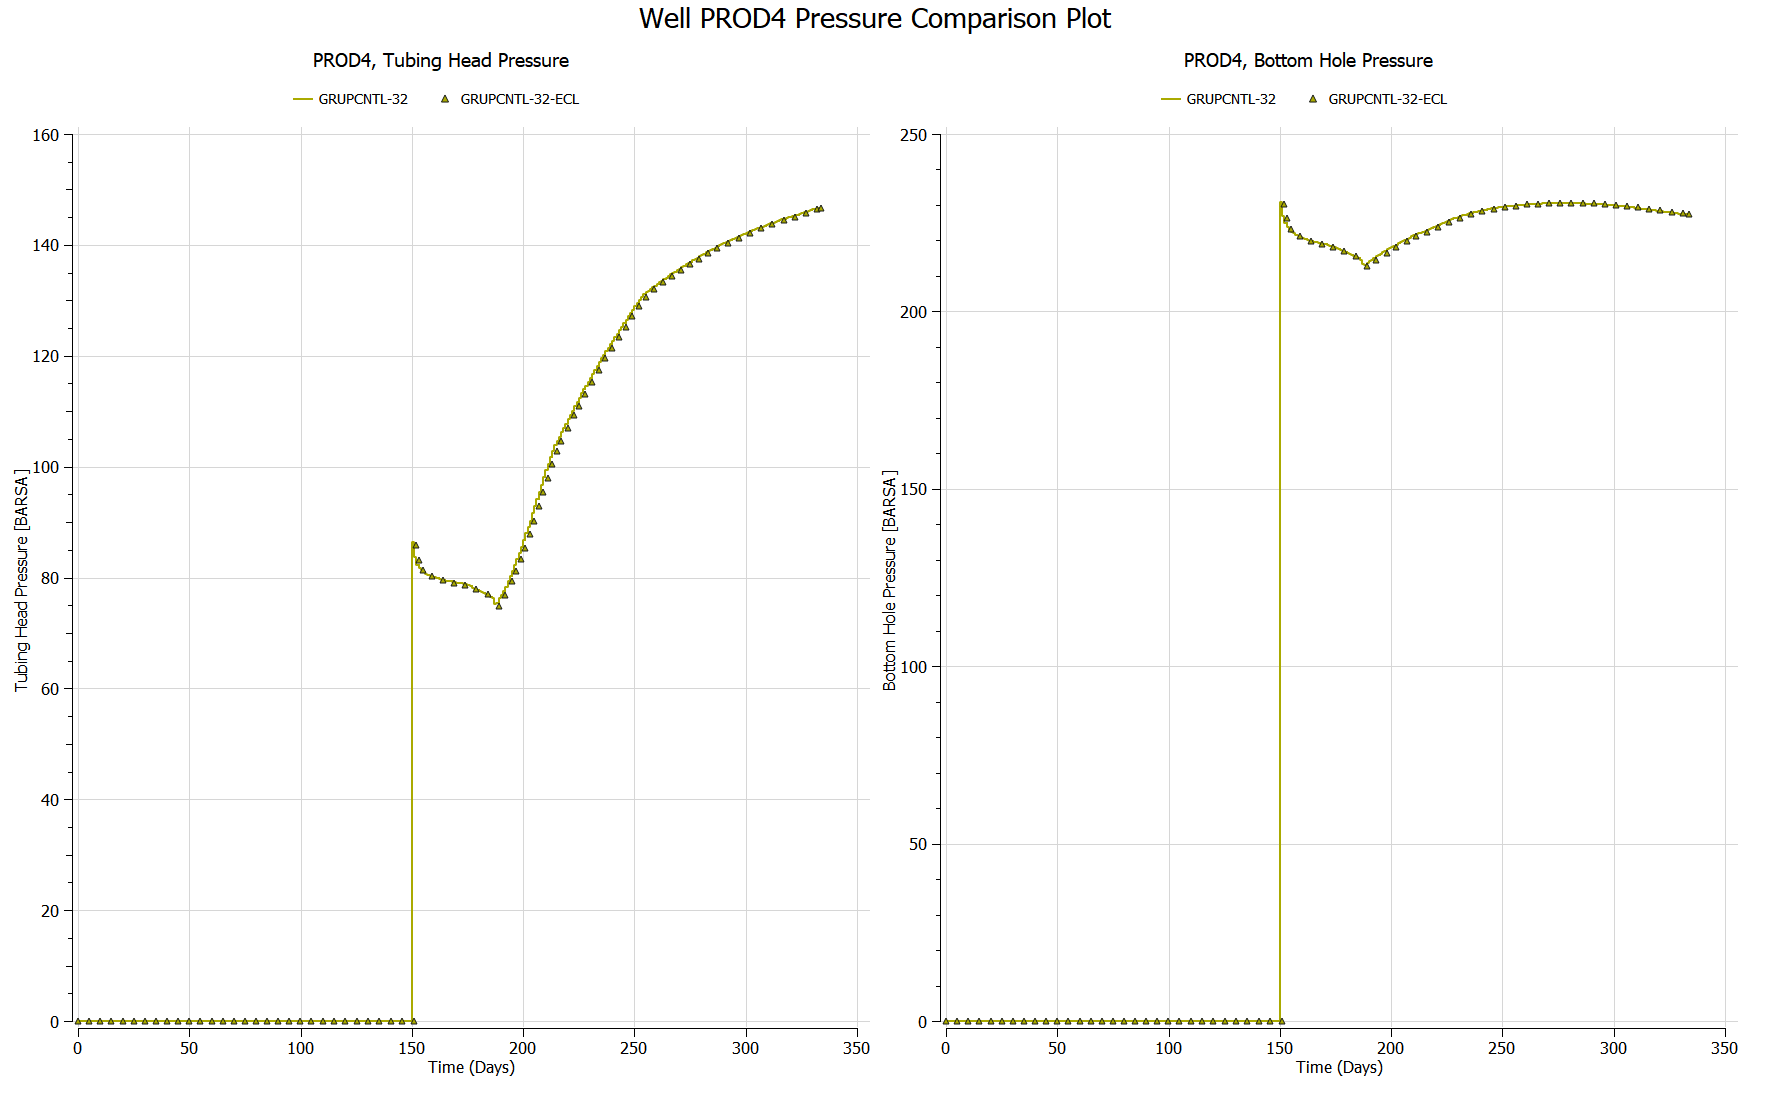 Well PROD4 Pressure Comparison Plot
PROD4, Tubing Head Pressure
GRUPCNTL-32 GRUPCNTL-32-ECL
160
140
120
100
80
60
40
20
0
Tubing Head Pressure [BARSA]
0 50 100 150 200 250 300 350
Time (Days)
PROD4, Bottom Hole Pressure
GRUPCNTL-32 GRUPCNTL-32-ECL
250
200
150
100
50
0
Bottom Hole Pressure [BARSA]
0 50 100 150 200 250 300 350
Time (Days)